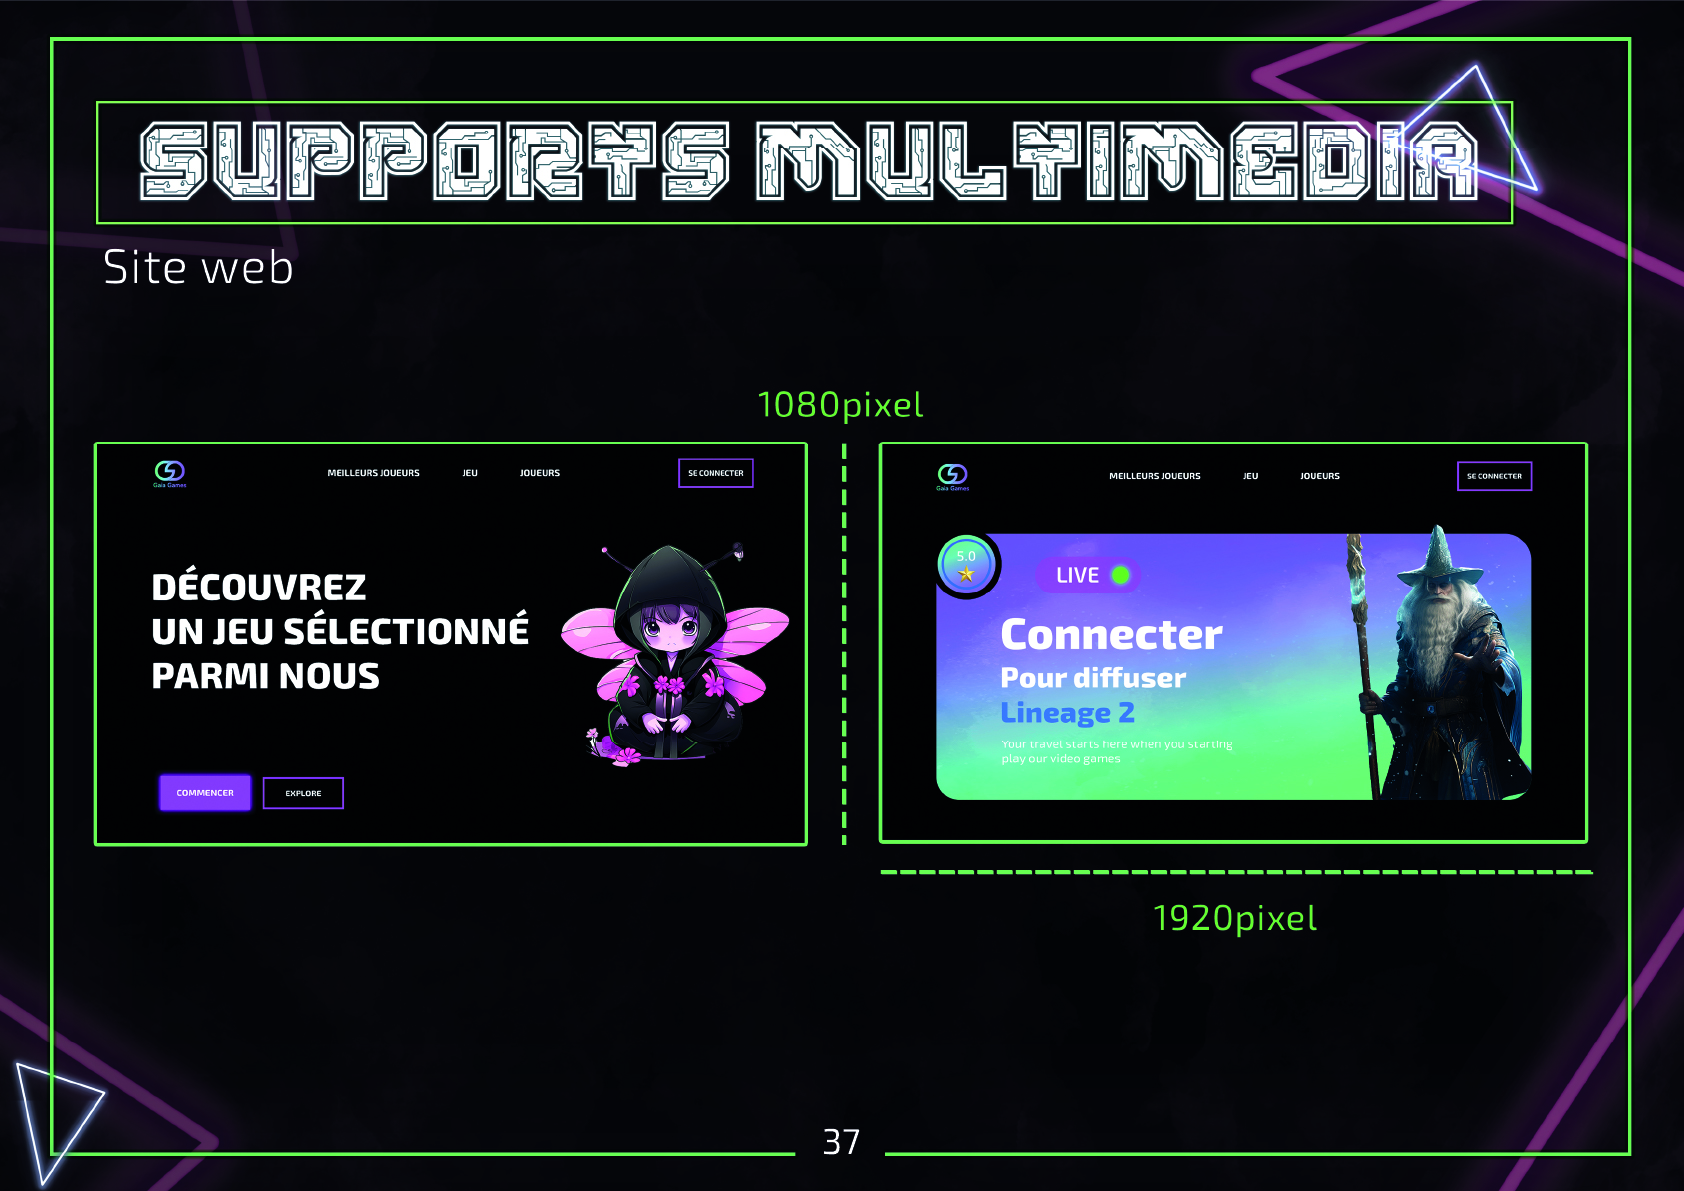 SUPPORTS MULTIMEDIA
Site web
1080pixel
Gaia Games
MEILLEURS JOUEURS JEU JOUEURS SE CONNECTER
DÉCOUVREZ
UN JEU SÉLECTIONNÉ
PARMI NOUS
COMMENCER EXPLORE
Gaia Games
MEILLEURS JOUEURS JEU JOUEURS SE CONNECTER
5.0
LIVE
Connecter
Pour diffuser
Lineage 2
Your travel starts here when you starting
play our video games
1920pixel
37